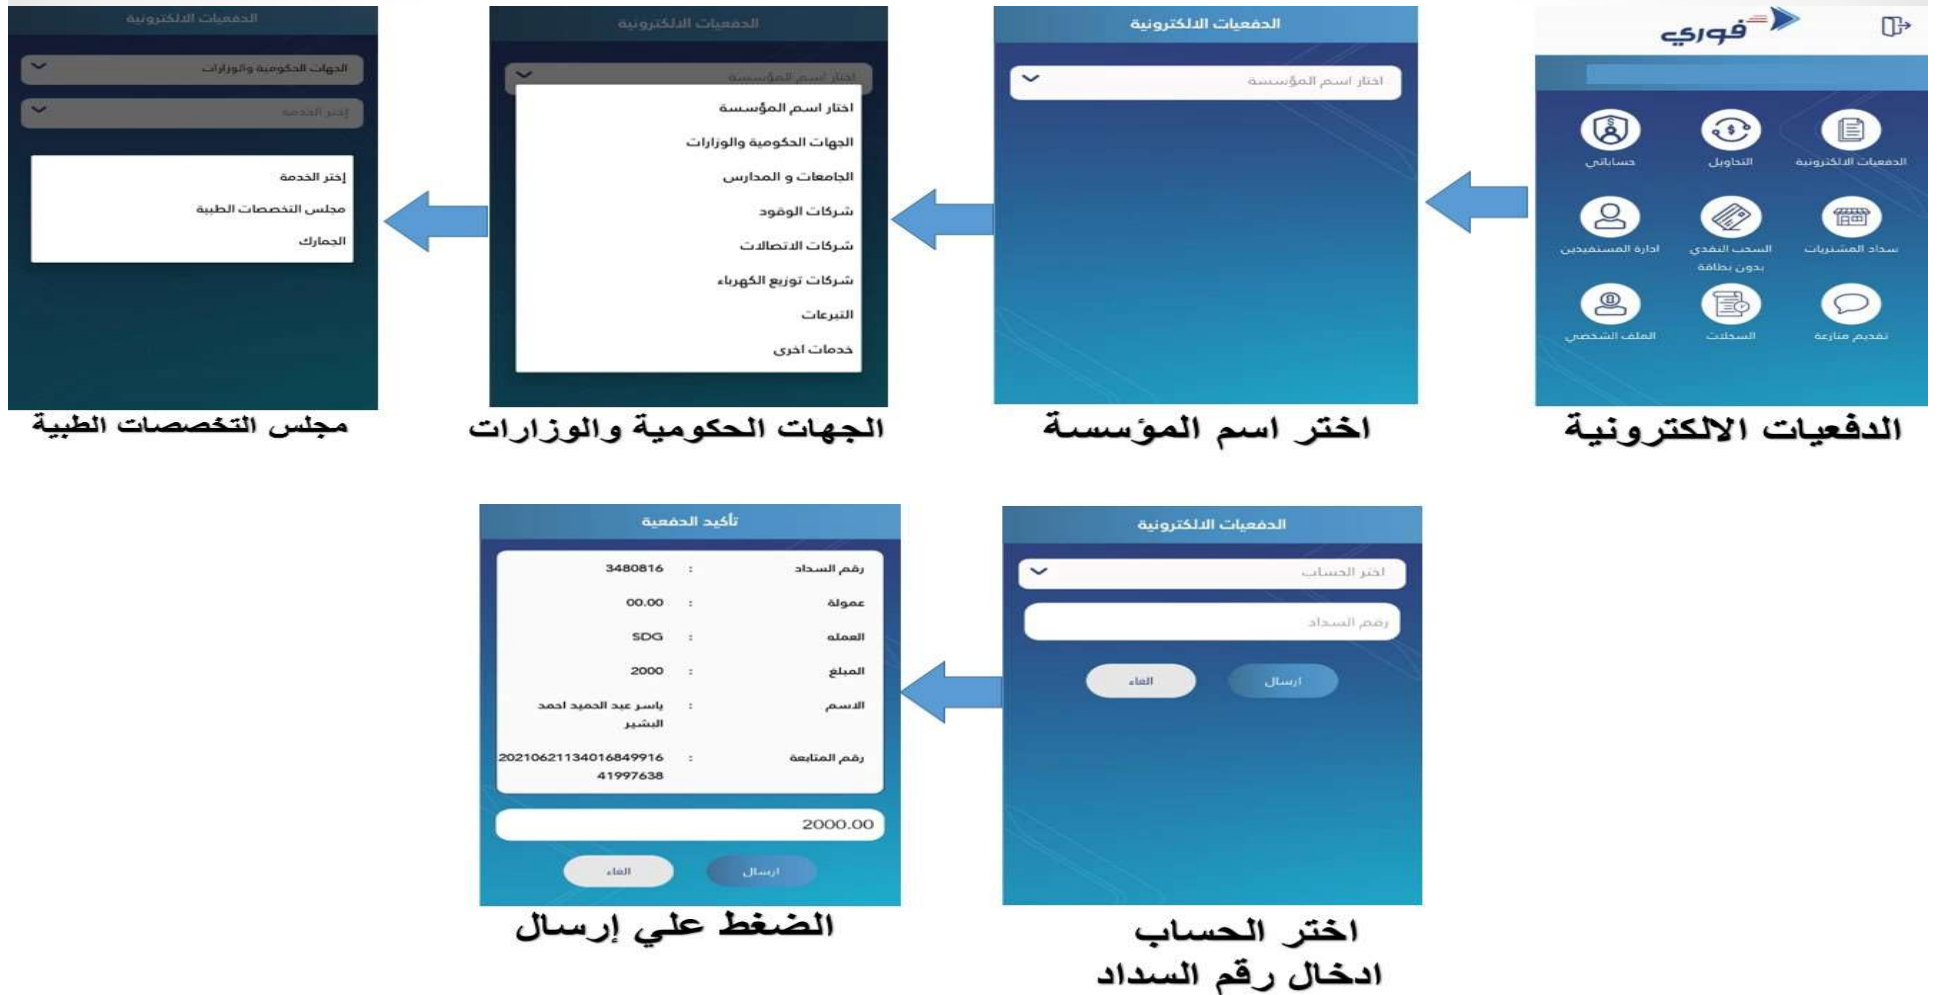 فوري
الدفعيات الالكترونية
التحاويل
حساباتي
سداد المشتريات
السحب النقدي
بدون بطاقة
ادارة المستفيدين
تقديم منازعة
السجلات
الملف الشخصي
الدفعيات الالكترونية
الدفعيات الالكترونية
اختار اسم المؤسسة
اختر اسم المؤسسة
الدفعيات الالكترونية
اختار اسم المؤسسة
اختار اسم المؤسسة
الجهات الحكومية والوزارات
الجامعات و المدارس
شركات الوقود
شركات الاتصالات
شركات توزيع الكهرباء
التبرعات
خدمات اخرى
الجهات الحكومية والوزارات
الدفعيات الالكترونية
الجهات الحكومية والوزارات
إختر الخدمة
إختر الخدمة
مجلس التخصصات الطبية
الجمارك
مجلس التخصصات الطبية
الدفعيات الالكترونية
اختر الحساب
رقم السداد
ارسال
الغاء
اختر الحساب
ادخال رقم السداد
تأكيد الدفعية
رقم السداد : 3480816
عمولة : 00.00
العمله : SDG
المبلغ : 2000
الاسم : ياسر عبد الحميد احمد
البشير
رقم المتابعة : 20210621134016849916
41997638
2000.00
ارسال
الغاء
الضغط علي إرسال